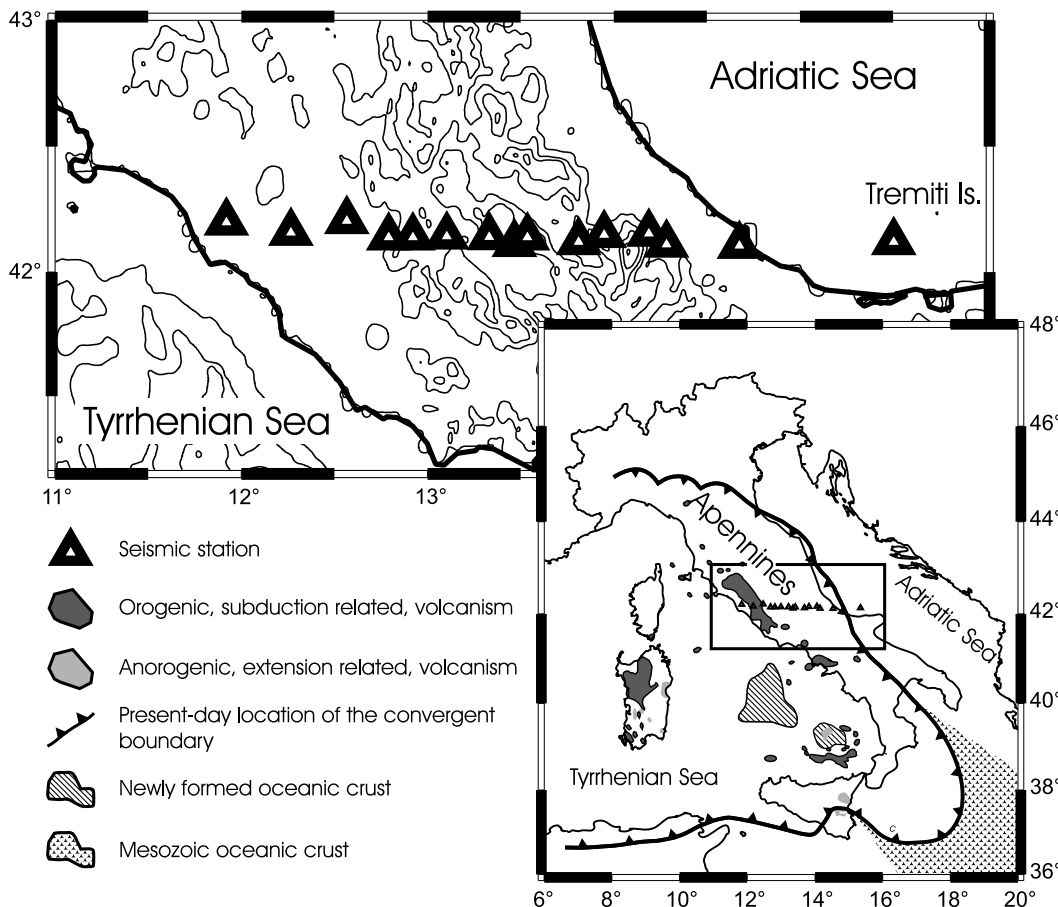 43°
Adriatic Sea
Tremiti Is.
42°
Tyrrhenian Sea
11°
12°
13°
48°
46°
44°
42°
40°
38°
36°
Apennines
Adriatic Sea
Tyrrhenian Sea
c
6°
8°
10°
12°
14°
16°
18°
20°
Seismic station
Orogenic, subduction related, volcanism
Anorogenic, extension related, volcanism
Present-day location of the convergent
boundary
Newly formed oceanic crust
Mesozoic oceanic crust